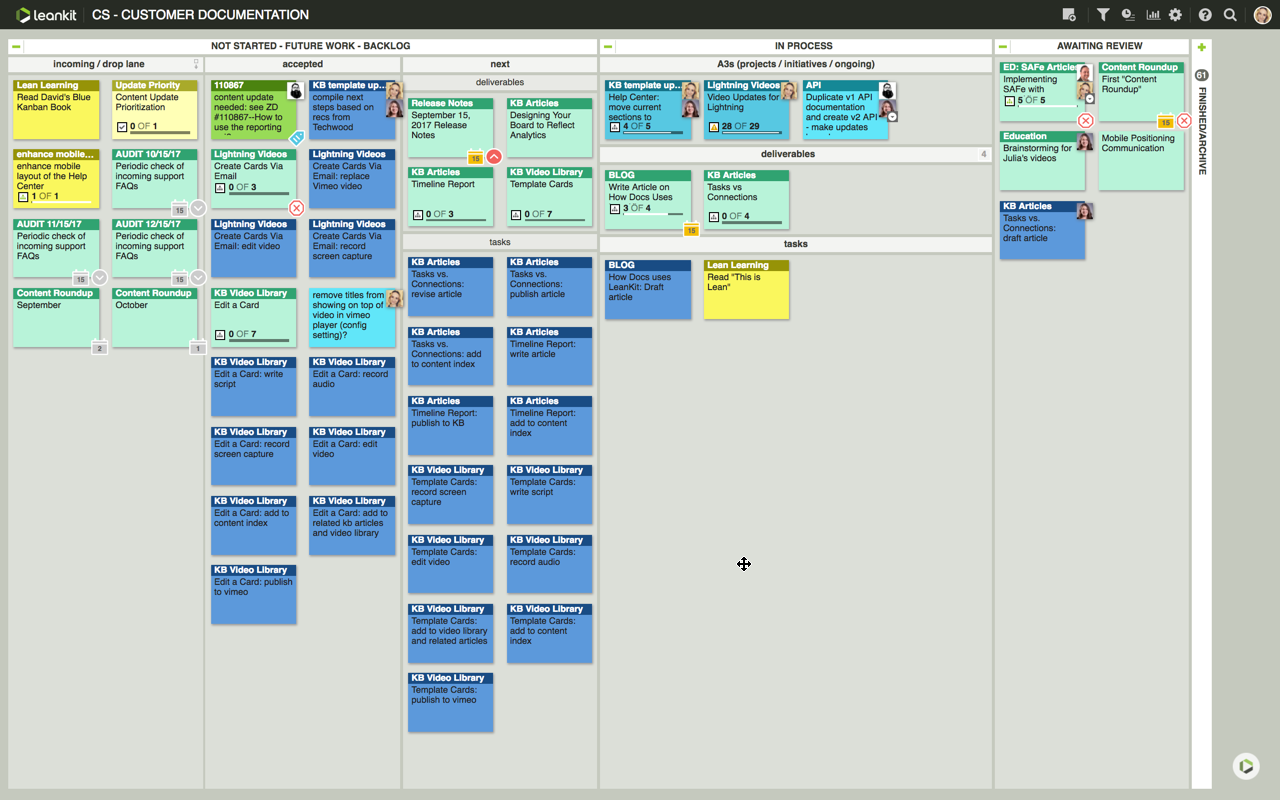 leankit CS - CUSTOMER DOCUMENTATION
NOT STARTED - FUTURE WORK - BACKLOG
incoming / drop lane
Lean Learning
Read David's Blue
Kanban Book
Update Priority
Content Update
Prioritization
0 OF 1
enhance mobile...
enhance mobile
layout of the Help
Center
1 OF 1
AUDIT 10/15/17
Periodic check of
incoming support
FAQs
15
AUDIT 11/15/17
Periodic check of
incoming support
FAQs
15
AUDIT 12/15/17
Periodic check of
incoming support
FAQs
15
Content Roundup
September
2
Content Roundup
October
1
accepted
110867
content update
needed: see ZD
#110867--How to
use the reporting
KB template up...
compile next
steps based on
recs from
Techwood
Lightning Videos
Create Cards Via
Email
0 OF 3
Lightning Videos
Create Cards Via
Email: replace
Vimeo video
Lightning Videos
Create Cards Via
Email: edit video
Lightning Videos
Create Cards Via
Email: record
screen capture
KB Video Library
Edit a Card
0 OF 7
remove titles from
showing on top of
video in vimeo
player (config
setting)?
KB Video Library
Edit a Card: write
script
KB Video Library
Edit a Card: record
audio
KB Video Library
Edit a Card: record
screen capture
KB Video Library
Edit a Card: edit
video
KB Video Library
Edit a Card: add to
content index
KB Video Library
Edit a Card: add to
related kb articles
and video library
KB Video Library
Edit a Card: publish
to vimeo
next
deliverables
Release Notes
September 15,
2017 Release
Notes
15
KB Articles
Designing Your
Board to Reflect
Analytics
KB Articles
Timeline Report
0 OF 3
KB Video Library
Template Cards
0 OF 7
tasks
KB Articles
Tasks vs.
Connections:
revise article
KB Articles
Tasks vs.
Connections:
publish article
KB Articles
Tasks vs.
Connections: add
to content index
KB Articles
Timeline Report:
write article
KB Articles
Timeline Report:
publish to KB
KB Articles
Timeline Report:
add to content
index
KB Video Library
Template Cards:
record screen
capture
KB Video Library
Template Cards:
write script
KB Video Library
Template Cards:
edit video
KB Video Library
Template Cards:
record audio
KB Video Library
Template Cards:
add to video library
and related articles
KB Video Library
Template Cards:
add to content
index
KB Video Library
Template Cards:
publish to vimeo
IN PROCESS
A3s (projects / initiatives / ongoing)
KB template up...
Help Center:
move current
sections to
4 OF 5
Lightning Videos
Video Updates for
Lightning
28 OF 29
API
Duplicate v1 API
documentation
and create v2 API
- make updates
deliverables 4
BLOG
Write Article on
How Docs Uses
3 OF 4
15
KB Articles
Tasks vs
Connections
0 OF 4
tasks
BLOG
How Docs uses
LeanKit: Draft
article
Lean Learning
Read "This is
Lean"
AWAITING REVIEW
ED: SAFe Articles
Implementing
SAFe with
5 OF 5
Content Roundup
First "Content
Roundup"
15
Education
Brainstorming for
Julia's videos
Mobile Positioning
Communication
KB Articles
Tasks vs.
Connections:
draft article
61
FINISHED/ARCHIVE